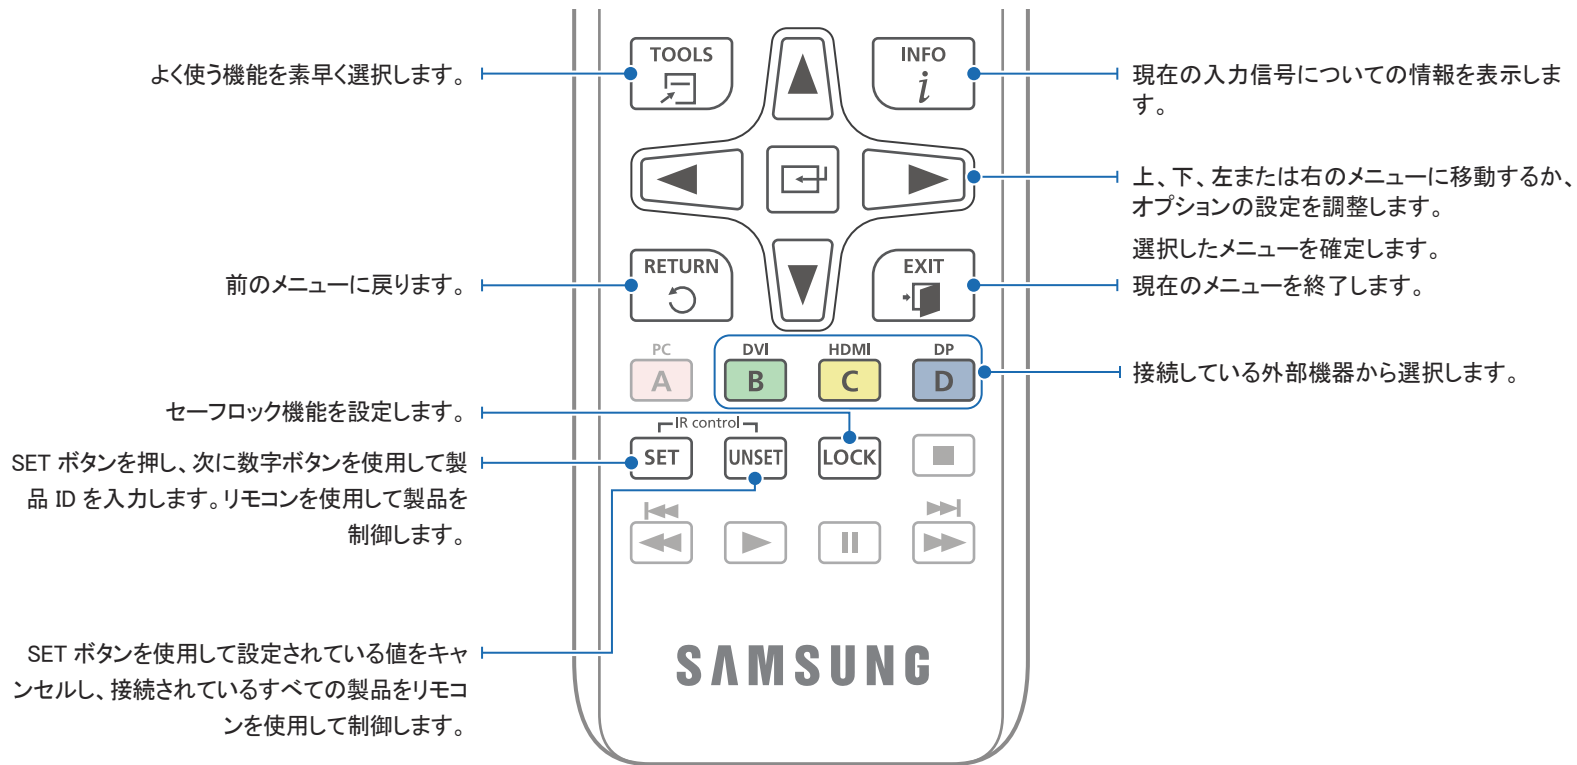 よく使う機能を素早く選択します。
TOOLS
INFO
i
現在の入力信号についての情報を表示しま
す。
上、下、左または右のメニューに移動するか、
オプションの設定を調整します。
選択したメニューを確定します。
前のメニューに戻ります。
RETURN
EXIT
現在のメニューを終了します。
PC
DVI
HDMI
DP
A
B
C
D
接続している外部機器から選択します。
セーフロック機能を設定します。
IR control
SET
UNSET
LOCK
SET ボタンを押し、次に数字ボタンを使用して製
品 ID を入力します。リモコンを使用して製品を
制御します。
SET ボタンを使用して設定されている値をキャ
ンセルし、接続されているすべての製品をリモコ
ンを使用して制御します。
SAMSUNG